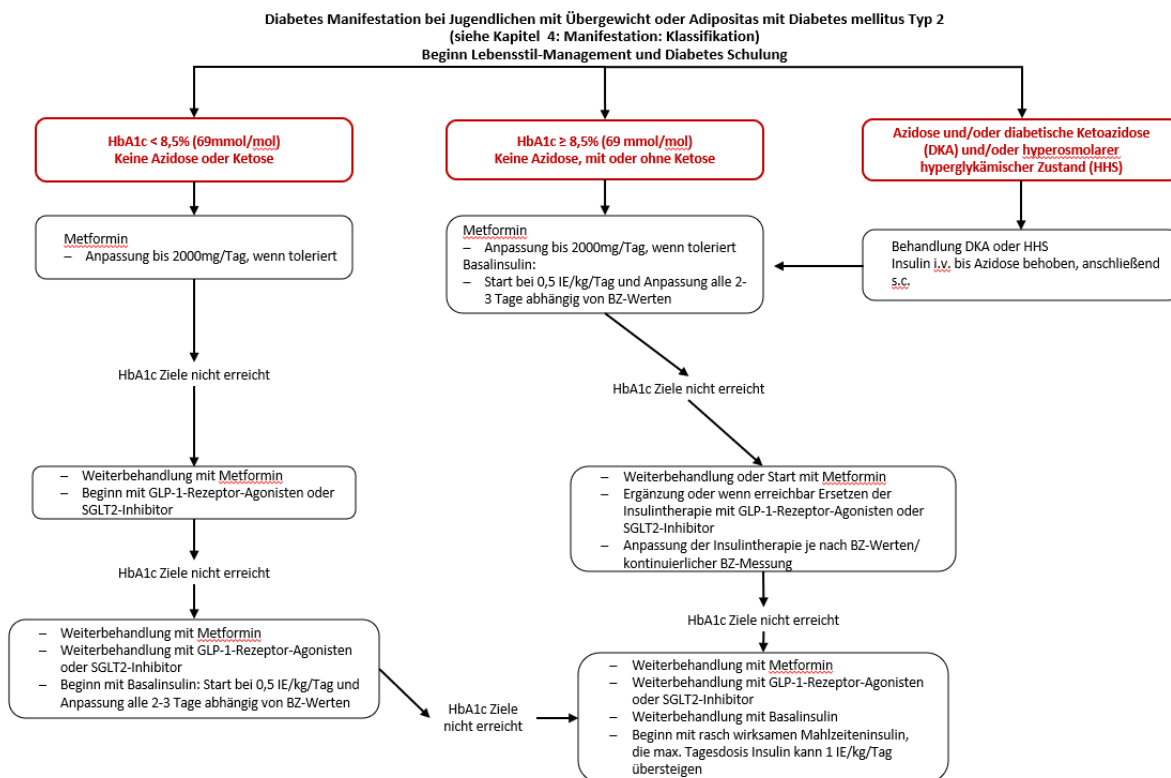 Diabetes Manifestation bei Jugendlichen mit Übergewicht oder Adipositas mit Diabetes mellitus Typ 2
(siehe Kapitel 4: Manifestation: Klassifikation)
Beginn Lebensstil-Management und Diabetes Schulung
HbA1c < 8,5% (69mmol/mol)
Keine Azidose oder Ketose
HbA1c ≥ 8,5% (69 mmol/mol)
Keine Azidose, mit oder ohne Ketose
Azidose und/oder diabetische Ketoazidose
(DKA) und/oder hyperosmolarer
hyperglykämischer Zustand (HHS)
Metformin
– Anpassung bis 2000mg/Tag, wenn toleriert
Metformin
– Anpassung bis 2000mg/Tag, wenn toleriert
Basalinsulin:
– Start bei 0,5 IE/kg/Tag und Anpassung alle 2-
3 Tage abhängig von BZ-Werten
Behandlung DKA oder HHS
Insulin i.v. bis Azidose behoben, anschließend
s.c.
HbA1c Ziele nicht erreicht
HbA1c Ziele nicht erreicht
– Weiterbehandlung mit Metformin
– Beginn mit GLP-1-Rezeptor-Agonisten oder
SGLT2-Inhibitor
– Weiterbehandlung oder Start mit Metformin
– Ergänzung oder wenn erreichbar Ersetzen der
Insulintherapie mit GLP-1-Rezeptor-Agonisten oder
SGLT2-Inhibitor
– Anpassung der Insulintherapie je nach BZ-Werten/
kontinuierlicher BZ-Messung
HbA1c Ziele nicht erreicht
HbA1c Ziele nicht erreicht
– Weiterbehandlung mit Metformin
– Weiterbehandlung mit GLP-1-Rezeptor-Agonisten
oder SGLT2-Inhibitor
– Beginn mit Basalinsulin: Start bei 0,5 IE/kg/Tag und
Anpassung alle 2-3 Tage abhängig von BZ-Werten
HbA1c Ziele
nicht erreicht
– Weiterbehandlung mit Metformin
– Weiterbehandlung mit GLP-1-Rezeptor-Agonisten
oder SGLT2-Inhibitor
– Weiterbehandlung mit Basalinsulin
– Beginn mit rasch wirksamen Mahlzeiteninsulin,
die max. Tagesdosis Insulin kann 1 IE/kg/Tag
übersteigen